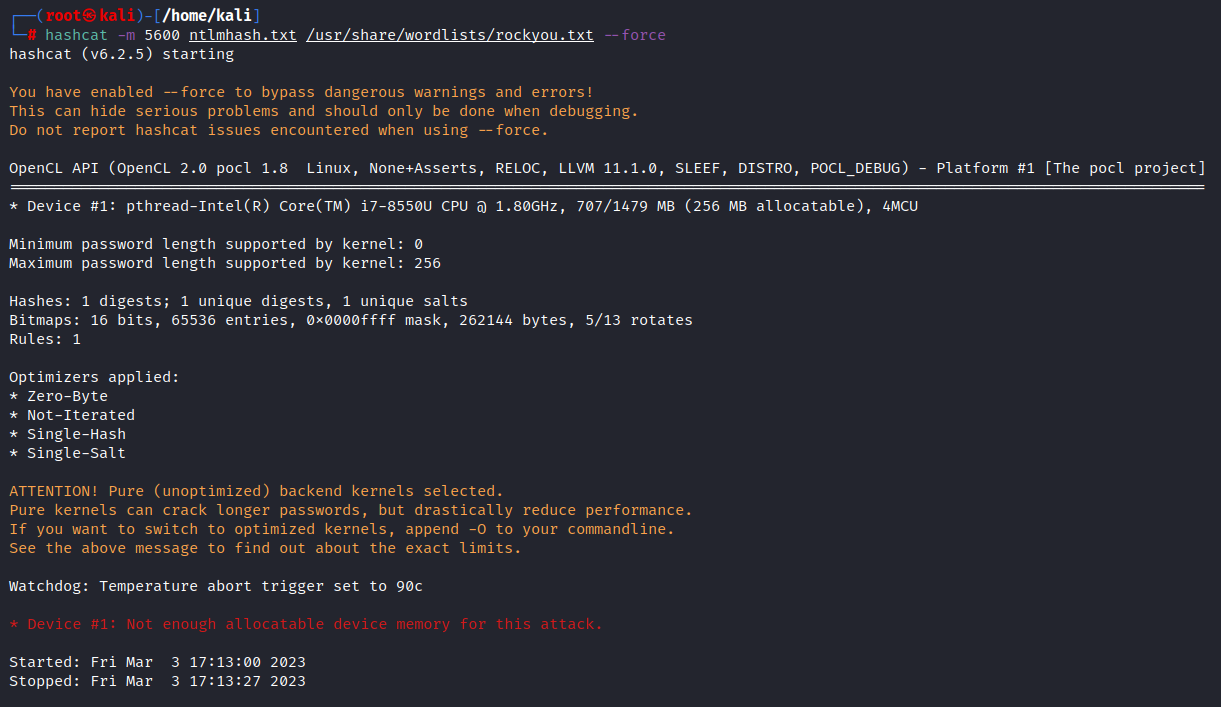 ┌──(root㉿kali)-[/home/kali]
└─# hashcat -m 5600 ntlmhash.txt /usr/share/wordlists/rockyou.txt --force
hashcat (v6.2.5) starting
You have enabled --force to bypass dangerous warnings and errors!
This can hide serious problems and should only be done when debugging.
Do not report hashcat issues encountered when using --force.
OpenCL API (OpenCL 2.0 pocl 1.8  Linux, None+Asserts, RELOC, LLVM 11.1.0, SLEEF, DISTRO, POCL_DEBUG) - Platform #1 [The pocl project]
* Device #1: pthread-Intel(R) Core(TM) i7-8550U CPU @ 1.80GHz, 707/1479 MB (256 MB allocatable), 4MCU
Minimum password length supported by kernel: 0
Maximum password length supported by kernel: 256
Hashes: 1 digests; 1 unique digests, 1 unique salts
Bitmaps: 16 bits, 65536 entries, 0x0000ffff mask, 262144 bytes, 5/13 rotates
Rules: 1
Optimizers applied:
* Zero-Byte
* Not-Iterated
* Single-Hash
* Single-Salt
ATTENTION! Pure (unoptimized) backend kernels selected.
Pure kernels can crack longer passwords, but drastically reduce performance.
If you want to switch to optimized kernels, append -O to your commandline.
See the above message to find out about the exact limits.
Watchdog: Temperature abort trigger set to 90c
* Device #1: Not enough allocatable device memory for this attack.
Started: Fri Mar  3 17:13:00 2023
Stopped: Fri Mar  3 17:13:27 2023